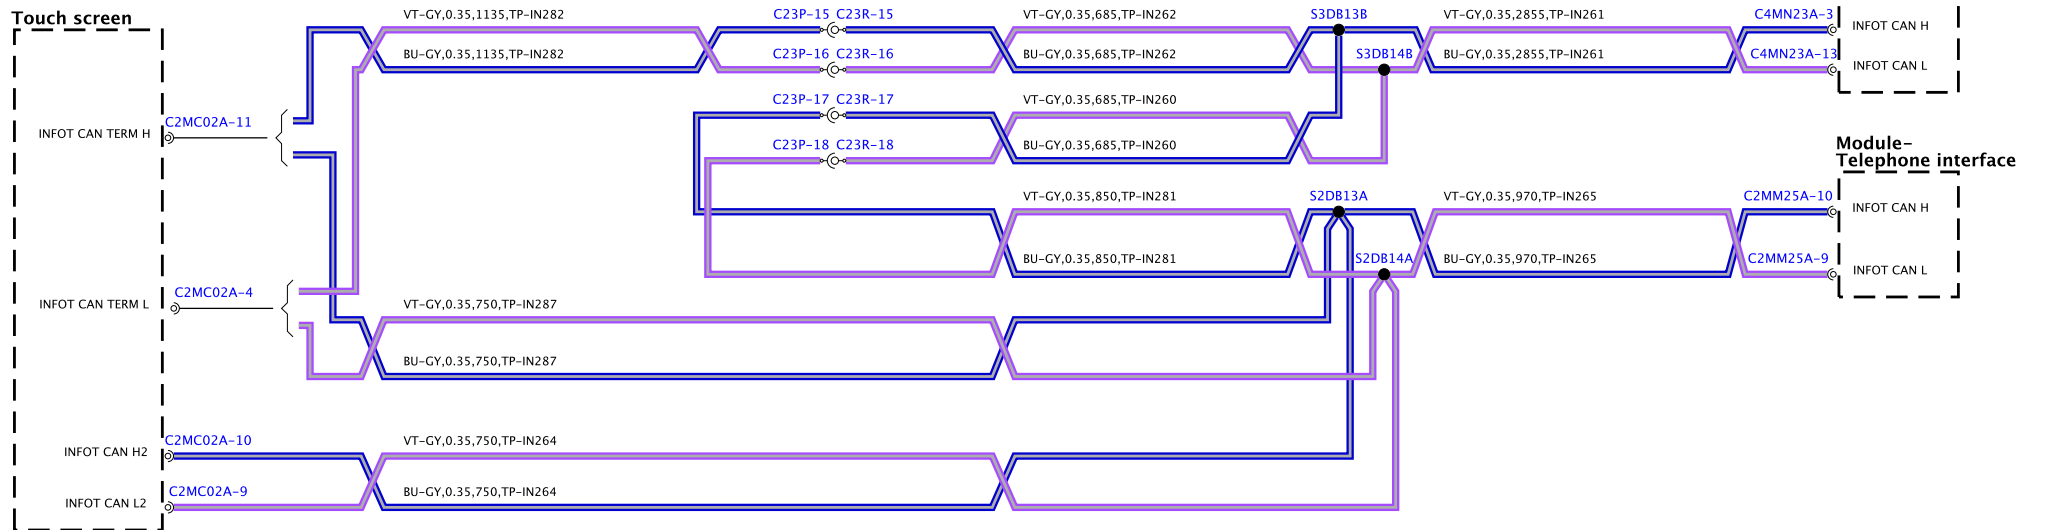 Touch screen
VT-GY,0.35,1135,TP-IN282
C23P-15 C23R-15
VT-GY,0.35,685,TP-IN262
S3DB13B
VT-GY,0.35,2855,TP-IN261
C4MN23A-3
INFOT CAN H
BU-GY,0.35,1135,TP-IN282
C23P-16 C23R-16
BU-GY,0.35,685,TP-IN262
S3DB14B
BU-GY,0.35,2855,TP-IN261
C4MN23A-13
INFOT CAN L
C23P-17 C23R-17
VT-GY,0.35,685,TP-IN260
C2MC02A-11
INFOT CAN TERM H
C23P-18 C23R-18
BU-GY,0.35,685,TP-IN260
Module-
Telephone interface
VT-GY,0.35,850,TP-IN281
S2DB13A
VT-GY,0.35,970,TP-IN265
C2MM25A-10
INFOT CAN H
BU-GY,0.35,850,TP-IN281
S2DB14A
BU-GY,0.35,970,TP-IN265
C2MM25A-9
INFOT CAN L
C2MC02A-4
INFOT CAN TERM L
VT-GY,0.35,750,TP-IN287
BU-GY,0.35,750,TP-IN287
C2MC02A-10
VT-GY,0.35,750,TP-IN264
INFOT CAN H2
C2MC02A-9
BU-GY,0.35,750,TP-IN264
INFOT CAN L2